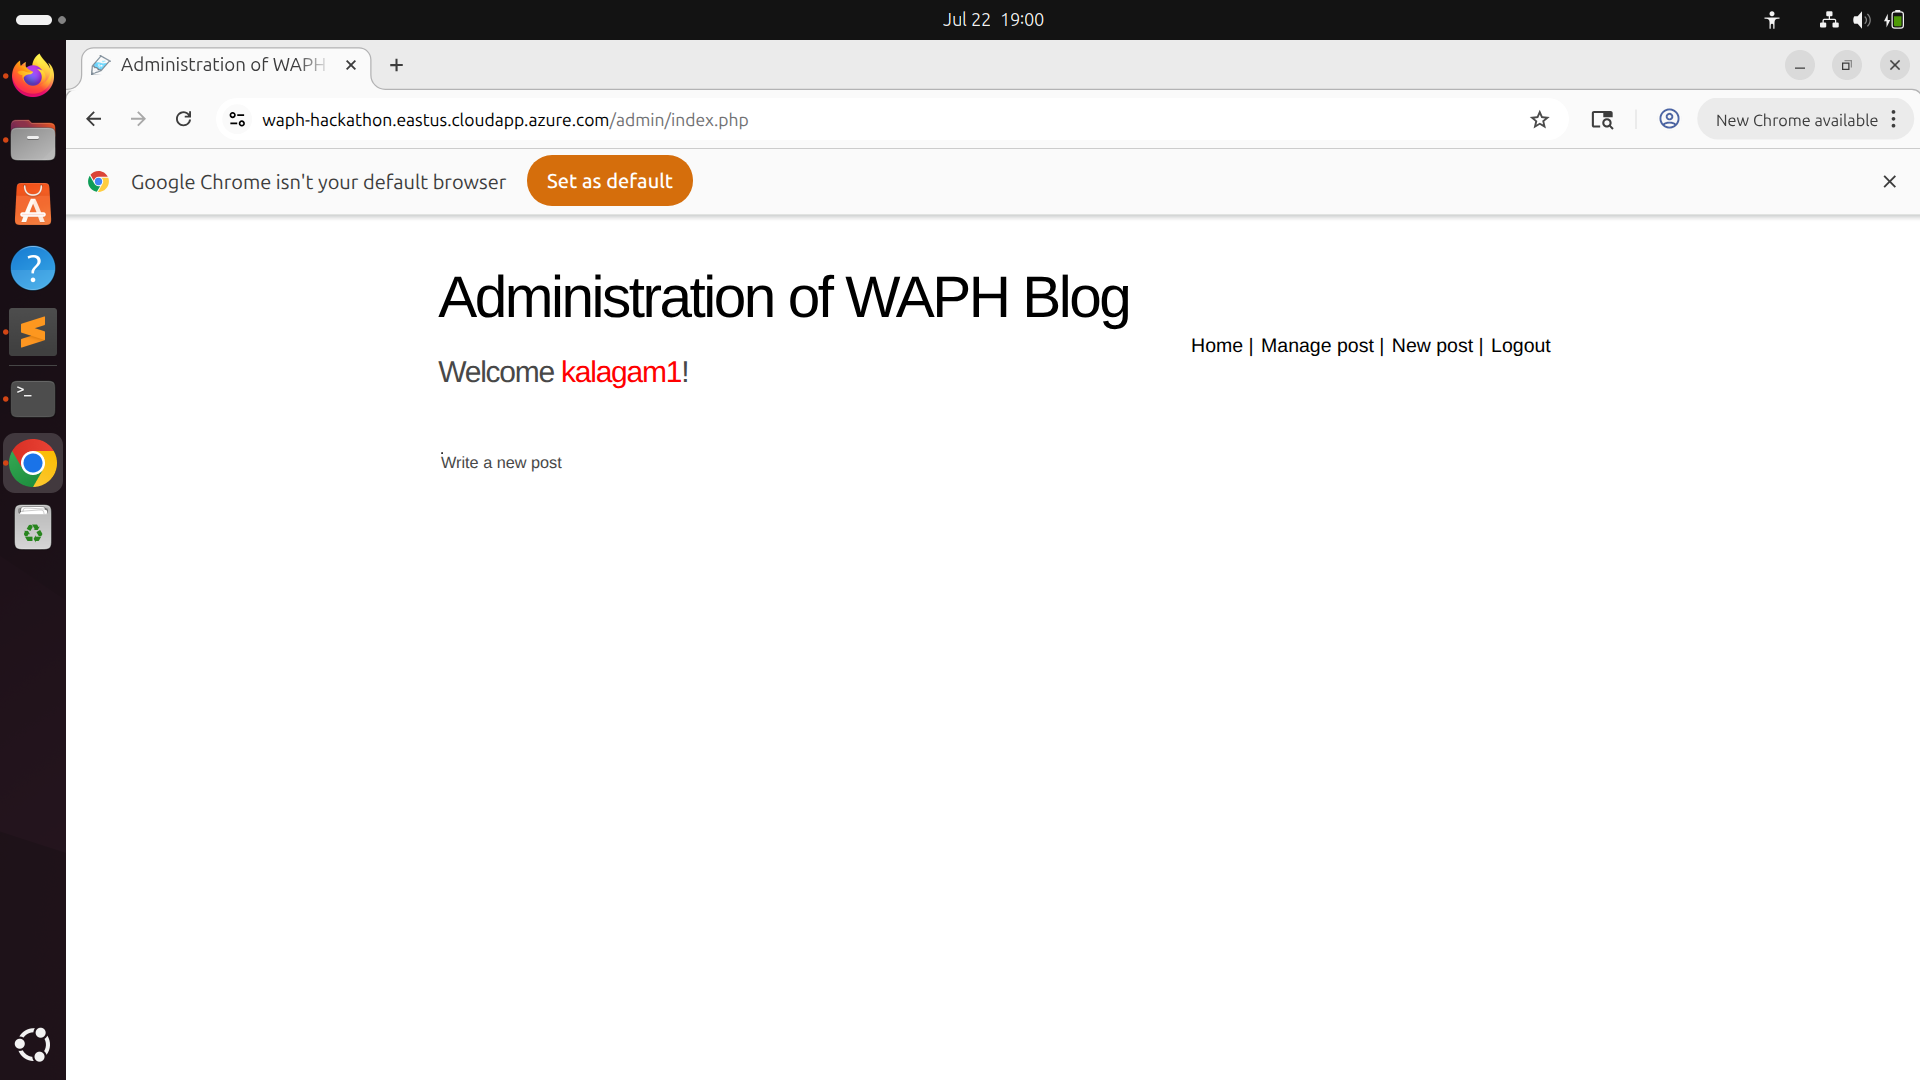 Jul 22 19:00
Administration of WAPH
waph-hackathon.eastus.cloudapp.azure.com/admin/index.php
New Chrome available
Google Chrome isn't your default browser
Set as default
Administration of WAPH Blog
Home | Manage post | New post | Logout
Welcome kalagam1!
Write a new post